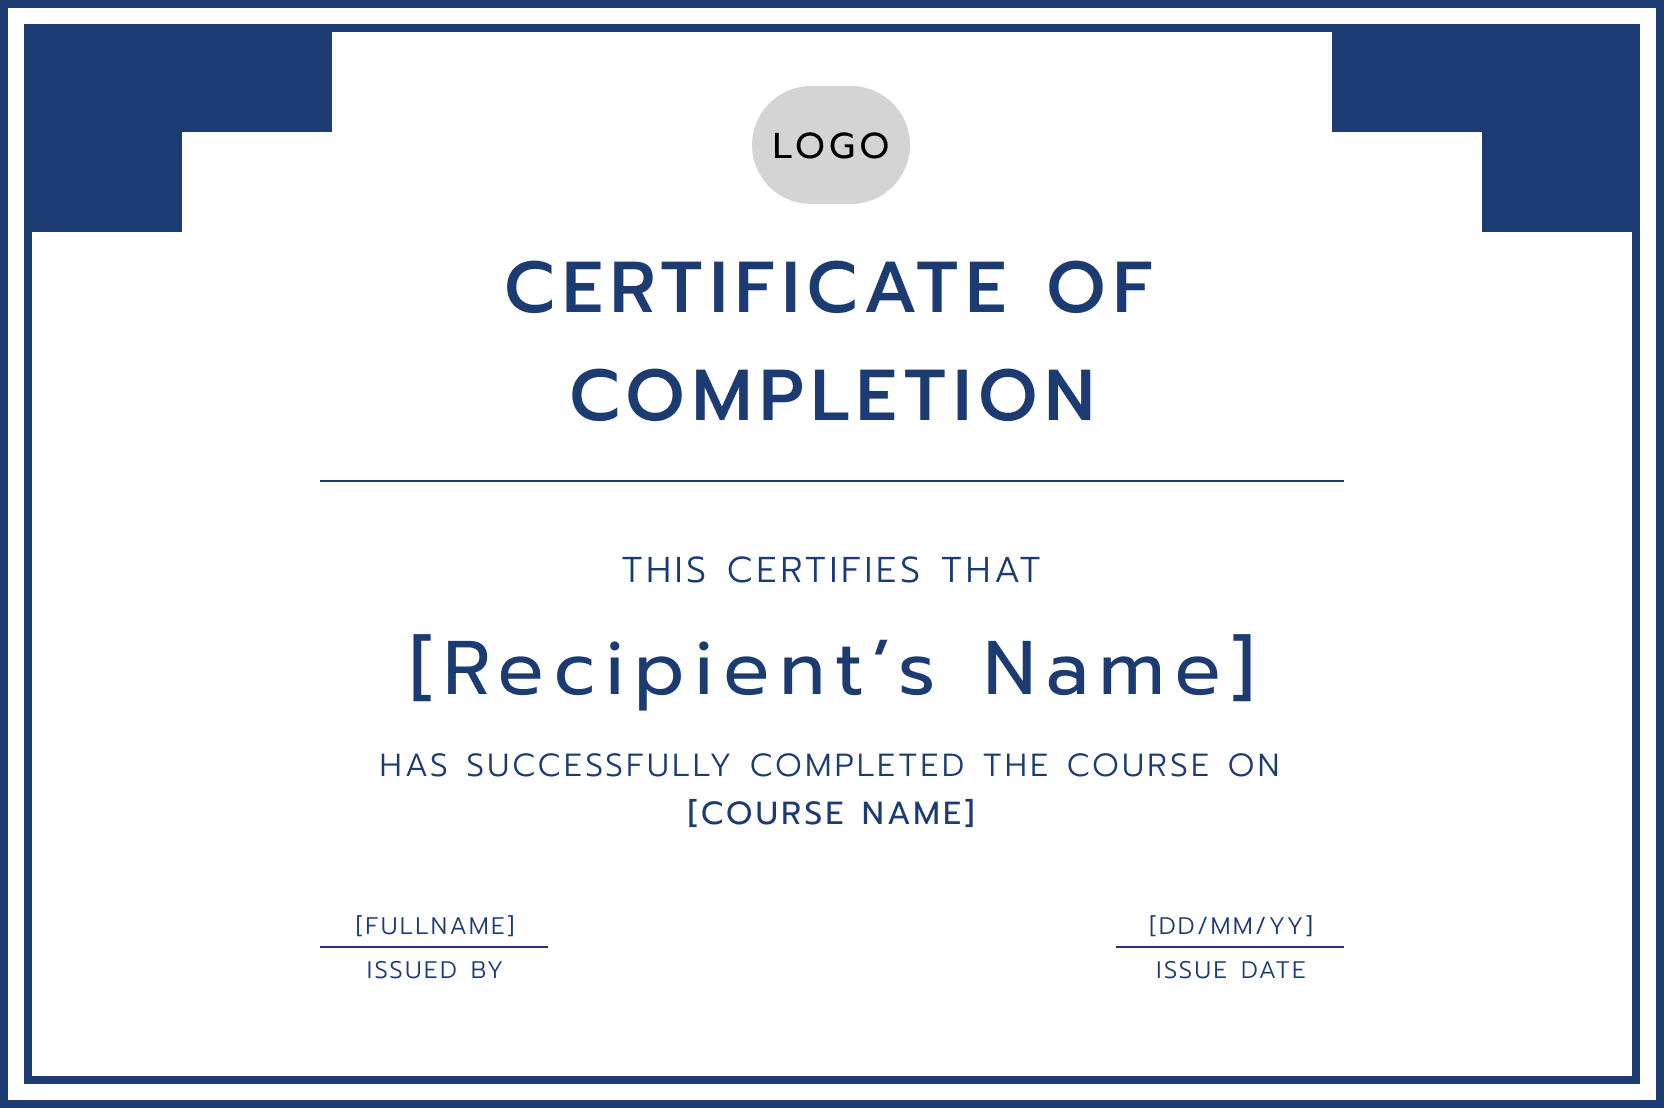 LOGO
CERTIFICATE OF
COMPLETION
THIS CERTIFIES THAT
[Recipient’s Name]
HAS SUCCESSFULLY COMPLETED THE COURSE ON
[COURSE NAME]
[FULLNAME]
ISSUED BY
[DD/MM/YY]
ISSUE DATE